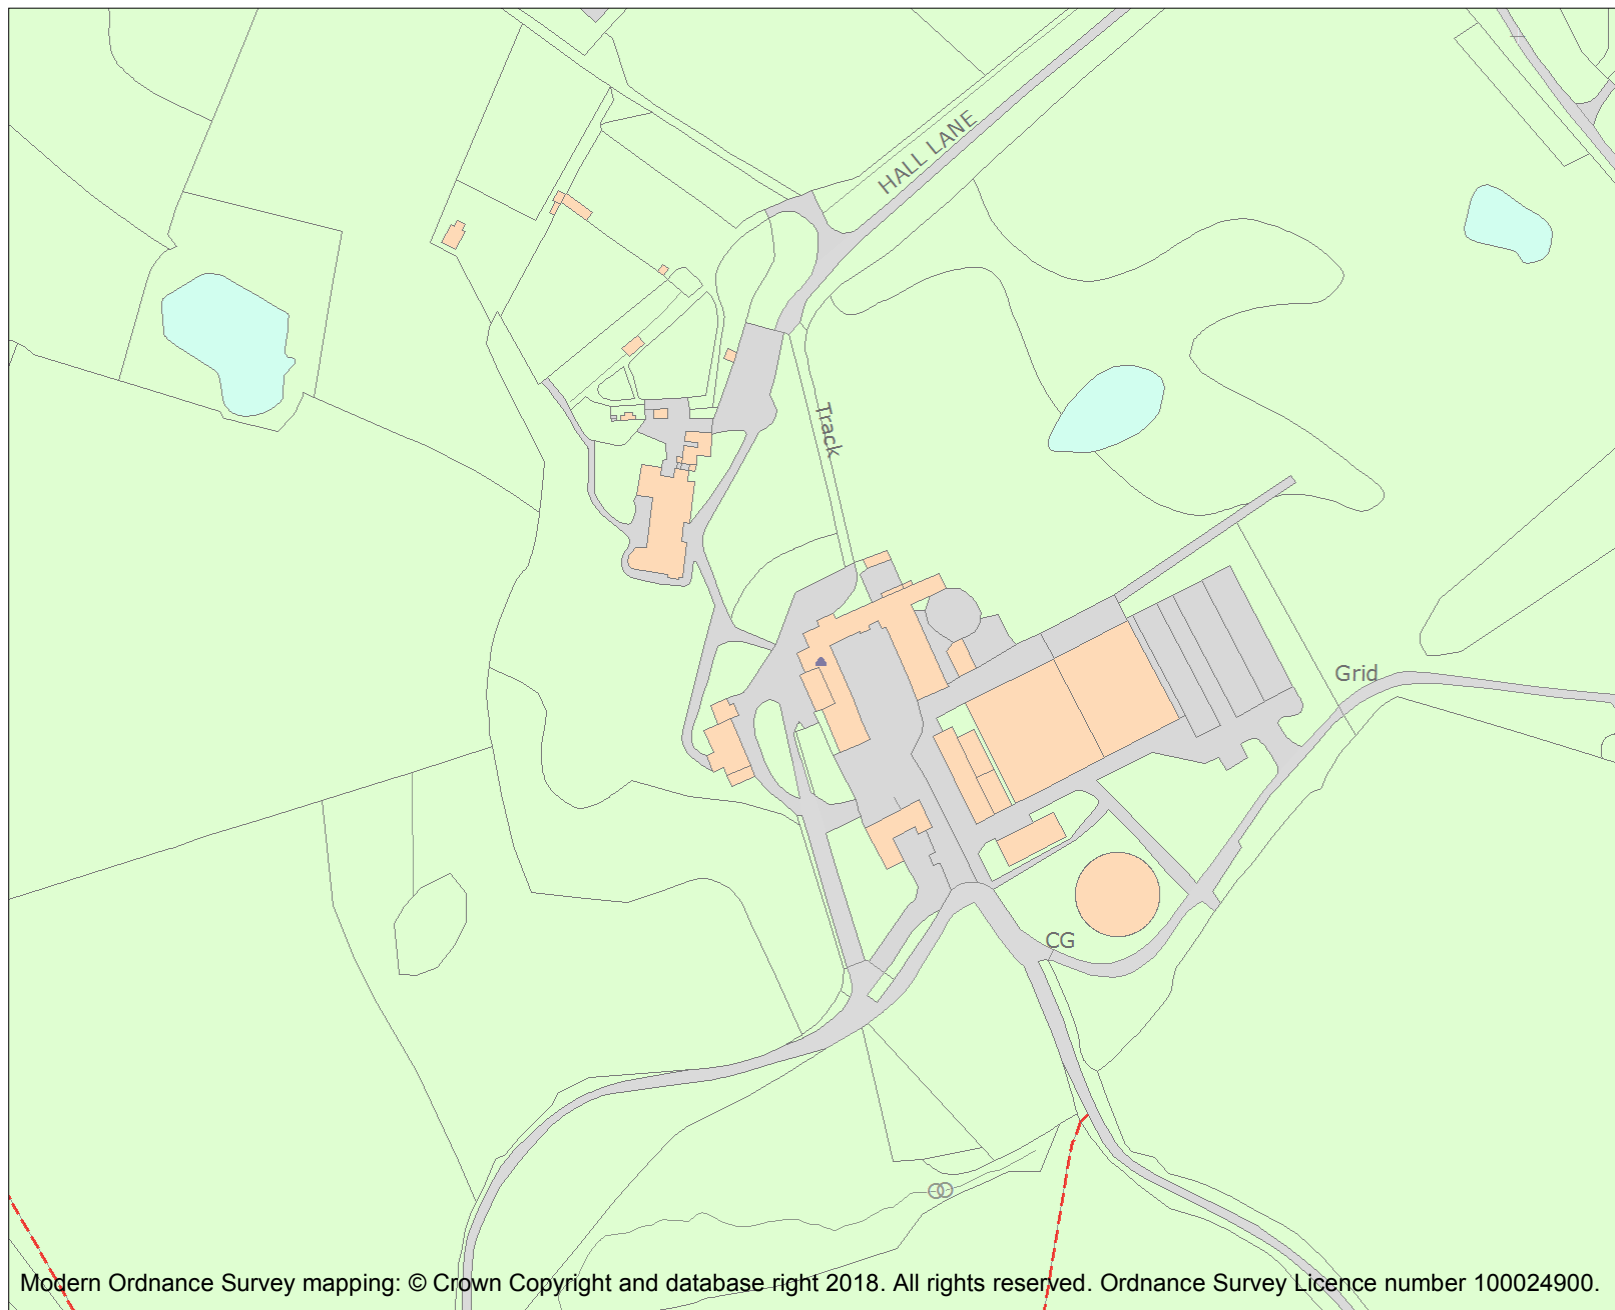 HALL LANE
Track
Grid
CG
Modern Ordnance Survey mapping: © Crown Copyright and database right 2018. All rights reserved. Ordnance Survey Licence number 100024900.